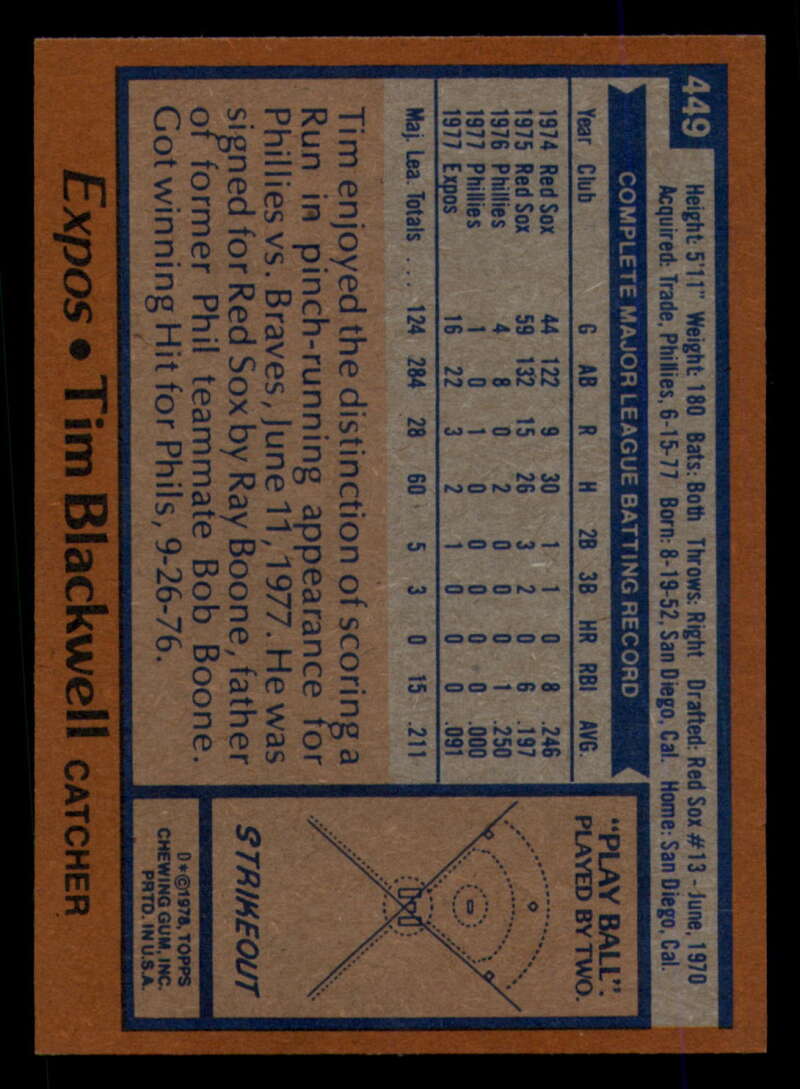 449
Height: 5'11" Weight: 180 Bats: Both Throws: Right Drafted: Red Sox #13 - June, 1970
Acquired: Trade, Phillies, 6-15-77 Born: 8-19-52, San Diego, Cal. Home: San Diego, Cal.
COMPLETE MAJOR LEAGUE BATTING RECORD
Year Club G AB R H 2B 3B HR RBI AVG.
1974 Red Sox 44 122 9 30 1 1 0 8 .246
1975 Red Sox 59 132 15 26 3 2 0 6 .197
1976 Phillies 4 8 0 2 0 0 0 1 .250
1977 Phillies 1 0 1 0 0 0 0 0 .000
1977 Expos 16 22 3 2 1 0 0 0 .091
Maj. Lea. Totals .... 124 284 28 60 5 3 0 15 .211
Tim enjoyed the distinction of scoring a
Run in pinch-running appearance for
Phillies vs. Braves, June 11, 1977. He was
signed for Red Sox by Ray Boone, father
of former Phil teammate Bob Boone.
Got winning Hit for Phils, 9-26-76.
"PLAY BALL".
PLAYED BY TWO.
STRIKEOUT
D*©1978, TOPPS
CHEWING GUM, INC.
PRTD. IN U.S.A.
Expos • Tim Blackwell CATCHER